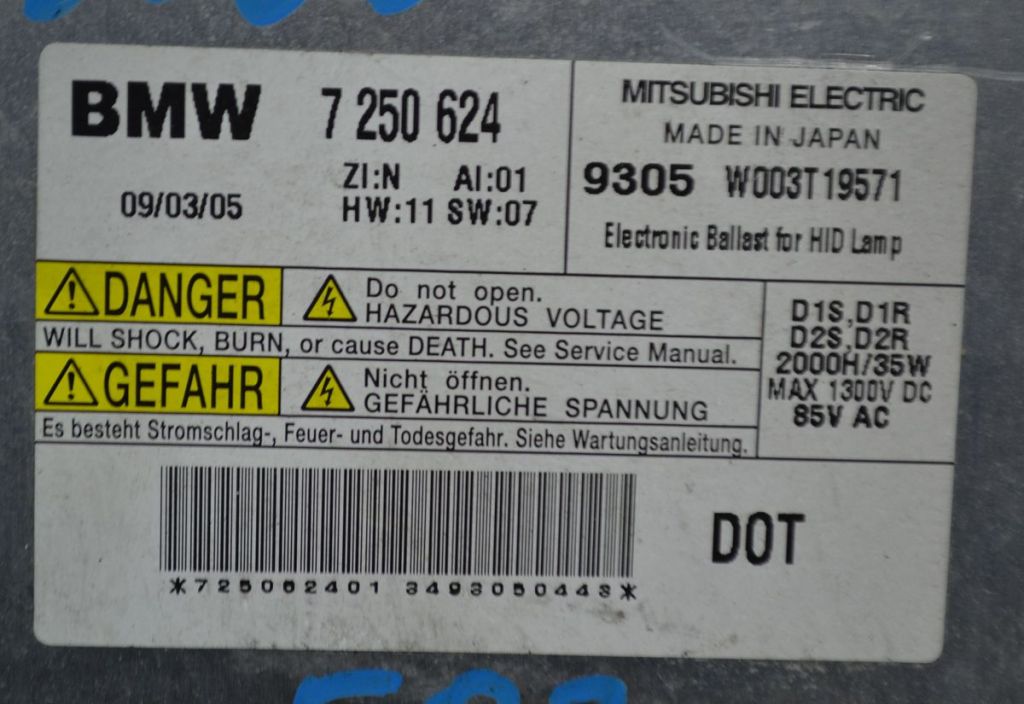 BMW 7 250 624
ZI:N AI:01
09/03/05
HW:11 SW:07
MITSUBISHI ELECTRIC
MADE IN JAPAN
9305 W003T19571
Electronic Ballast for HID Lamp
DANGER
Do not open.
HAZARDOUS VOLTAGE
WILL SHOCK, BURN, or cause DEATH. See Service Manual.
GEFAHR
Nicht öffnen.
GEFÄHRLICHE SPANNUNG
Es besteht Stromschlag-, Feuer- und Todesgefahr. Siehe Wartungsanleitung.
D1S,D1R
D2S,D2R
2000H/35W
MAX 1300V DC
85V AC
DOT